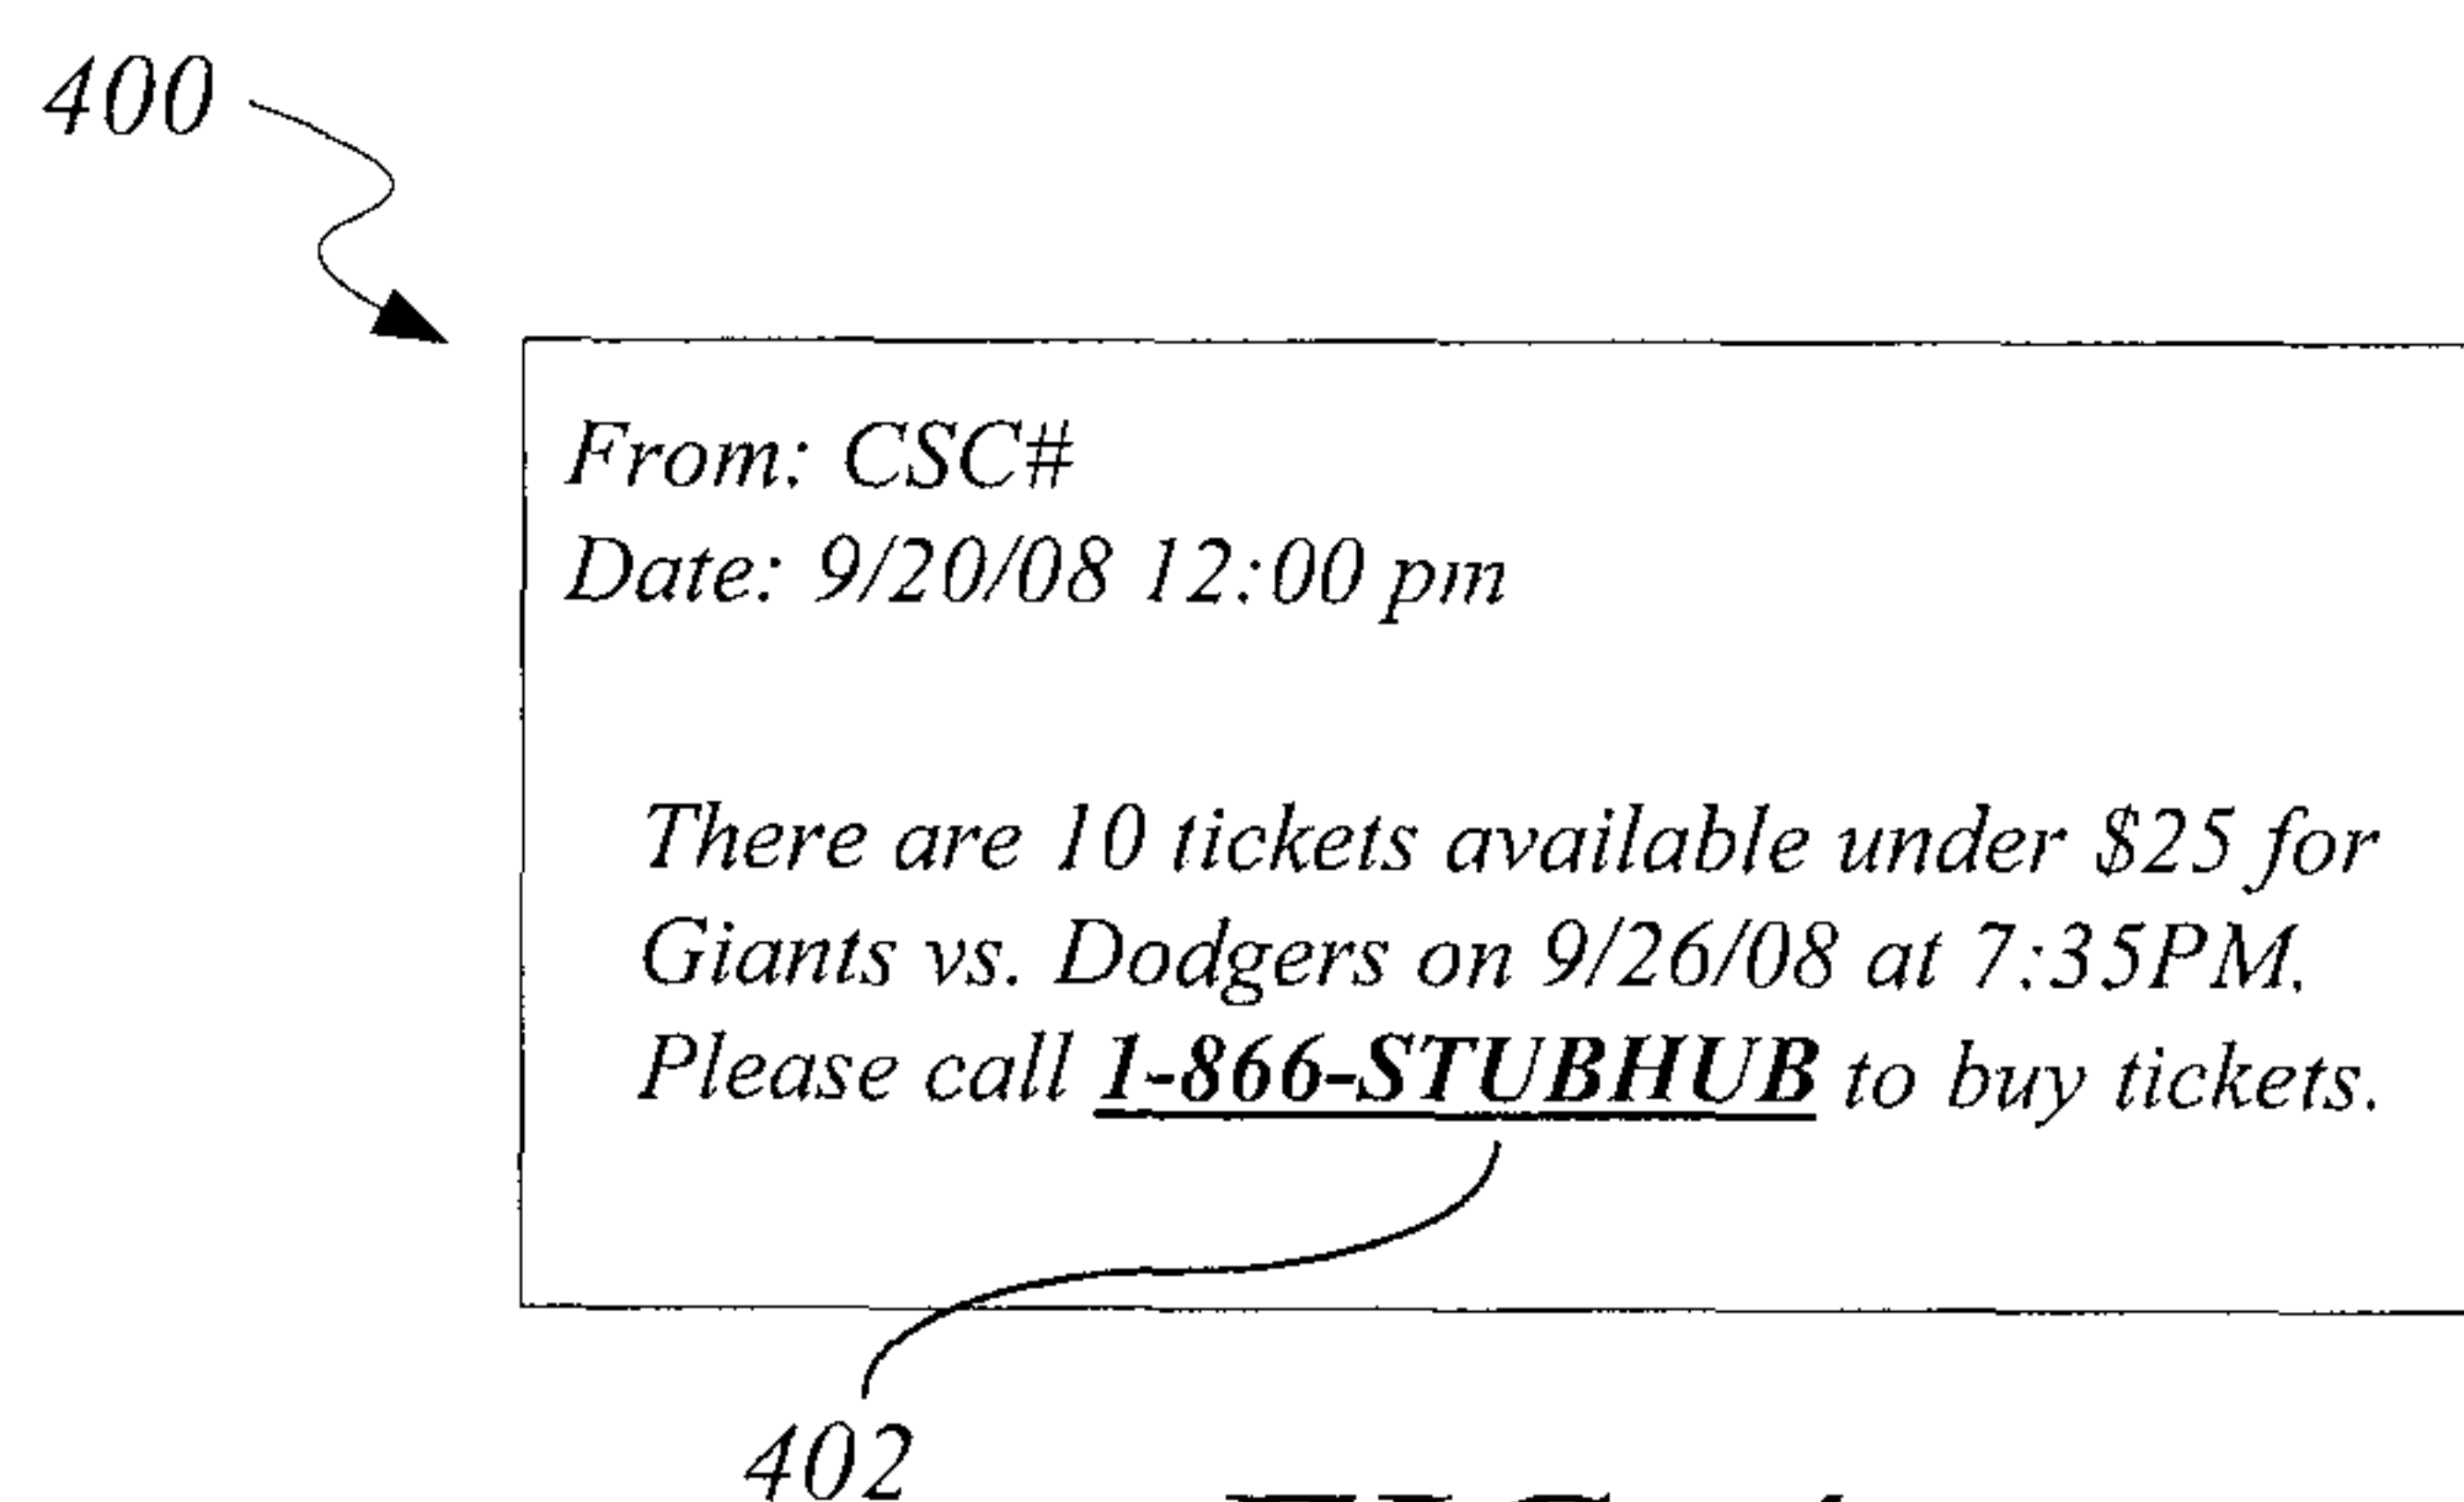 400
From: CSC#
Date: 9/20/08 12:00 pm
There are 10 tickets available under $25 for
Giants vs. Dodgers on 9/26/08 at 7:35PM.
Please call 1-866-STUBHUB to buy tickets.
402